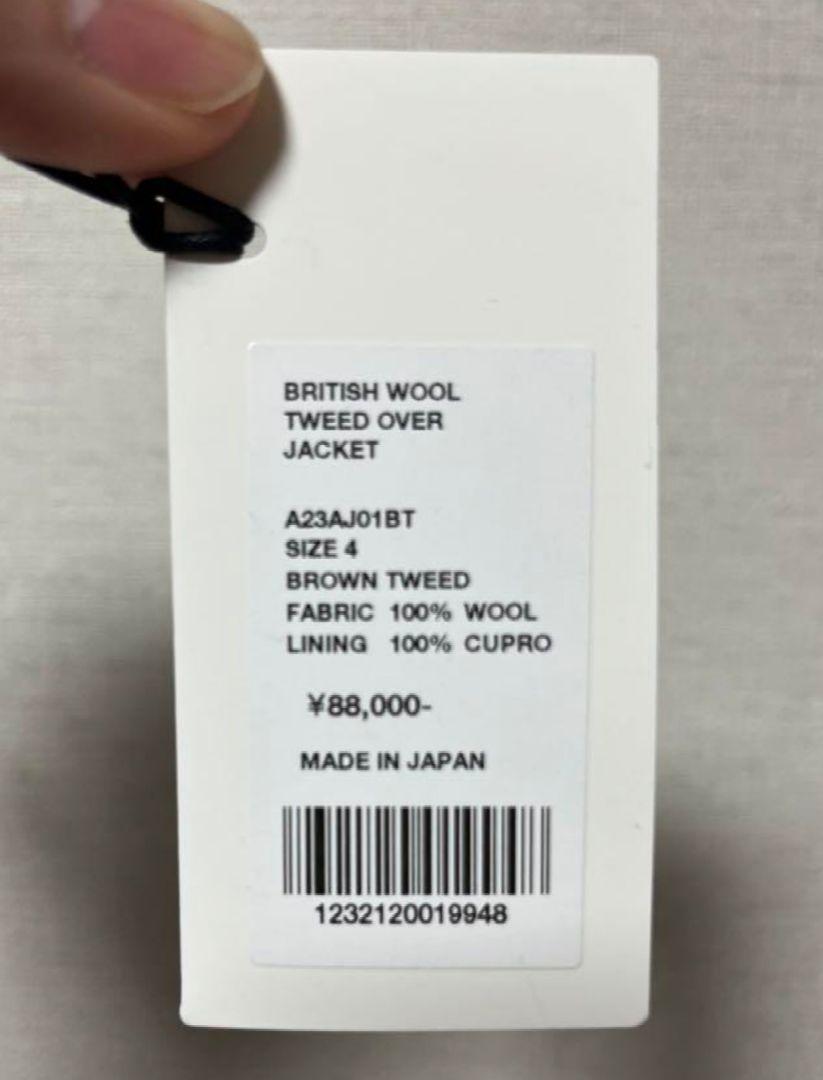 BRITISH WOOL
TWEED OVER
JACKET
A23AJ01BT
SIZE 4
BROWN TWEED
FABRIC 100% WOOL
LINING 100% CUPRO
¥88,000-
MADE IN JAPAN
1232120019948